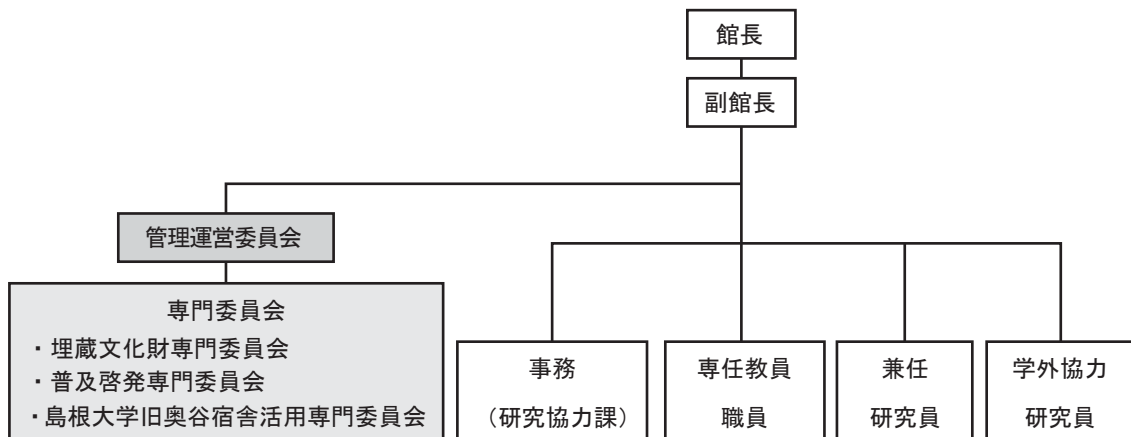 館長
副館長
管理運営委員会
専門委員会
・埋蔵文化財専門委員会
・普及啓発専門委員会
・島根大学旧奥谷宿舎活用専門委員会
事務
（研究協力課）
専任教員
職員
兼任
研究員
学外協力
研究員